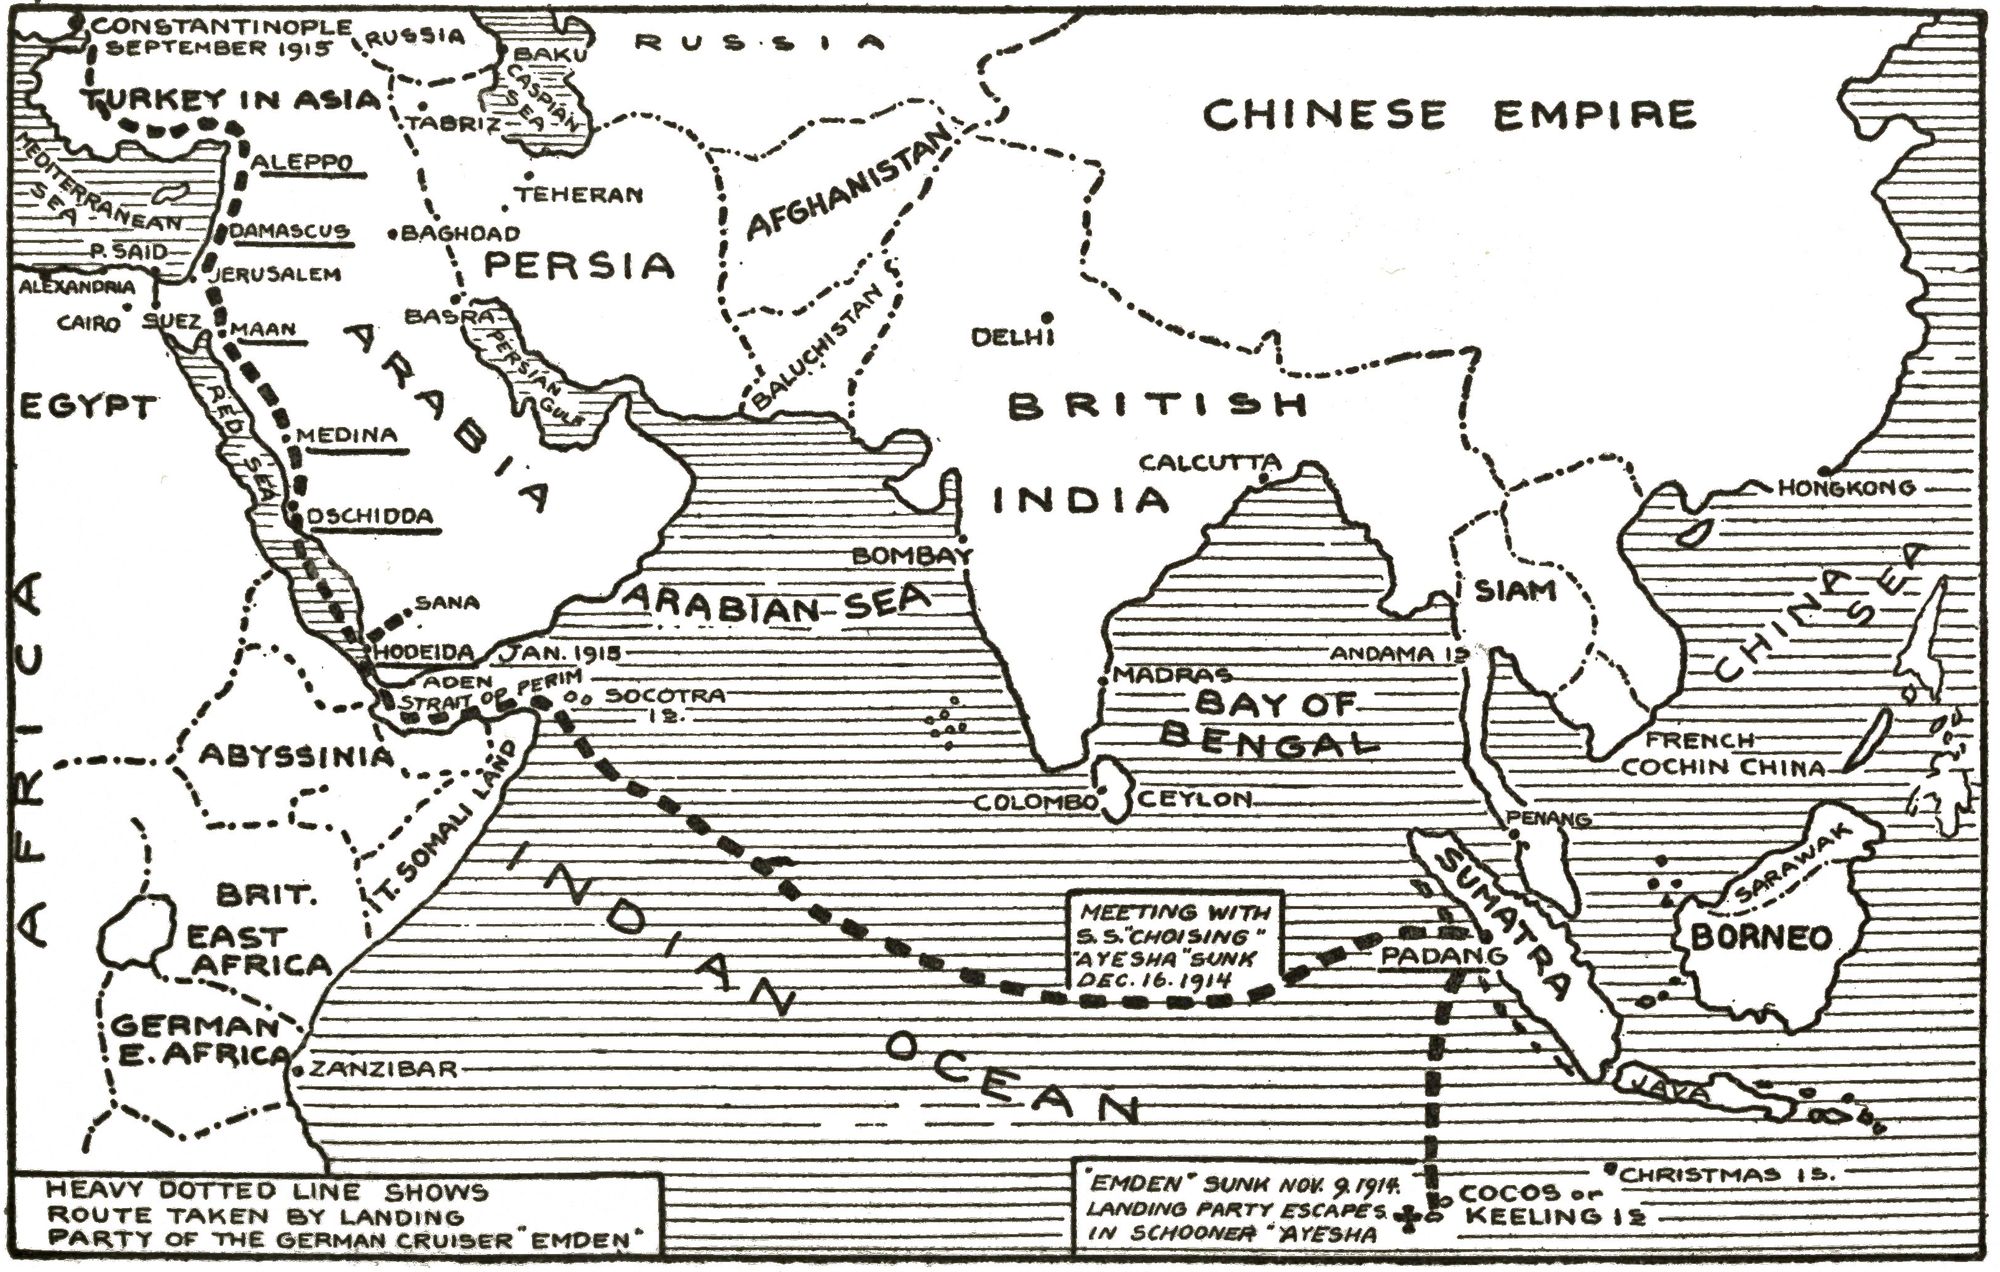 CONSTANTINOPLE
SEPTEMBER 1915
RUSSIA
BAKU
RUSSIA
CASPIAN
SEA
TURKEY IN ASIA
TABRIZ
CHINESE EMPIRE
MEDITERRANEAN
SEA
ALEPPO
TEHERAN
AFGHANISTAN
DAMASCUS
BAGHDAD
P. SAID
PERSIA
JERUSALEM
ALEXANDRIA
CAIRO
SUEZ
MAAN
BASRA
PERSIAN
GULF
BALUCHISTAN
DELHI
ARABIA
EGYPT
RED SEA
BRITISH
INDIA
MEDINA
CALCUTTA
HONGKONG
DSCHIDDA
BOMBAY
SIAM
CHINA
SEA
SANA
ARABIAN SEA
AFRICA
HODEIDA JAN. 1915
ANDAMA IS
ADEN
STRAIT OF PERIM
SOCOTRA
IS.
MADRAS
BAY OF
BENGAL
ABYSSINIA
FRENCH
COCHIN CHINA
COLOMBO
CEYLON
PENANG
IT. SOMALI LAND
INDIAN
OCEAN
SUMATRA
SARAWAK
BORNEO
BRIT.
EAST
AFRICA
MEETING WITH
S.S. "CHOISING"
"AYESHA" SUNK
DEC. 16. 1914
PADANG
GERMAN
E. AFRICA
ZANZIBAR
JAVA
HEAVY DOTTED LINE SHOWS
ROUTE TAKEN BY LANDING
PARTY OF THE GERMAN CRUISER "EMDEN"
"EMDEN" SUNK NOV. 9. 1914.
LANDING PARTY ESCAPES
IN SCHOONER "AYESHA
CHRISTMAS IS.
COCOS or
KEELING IS